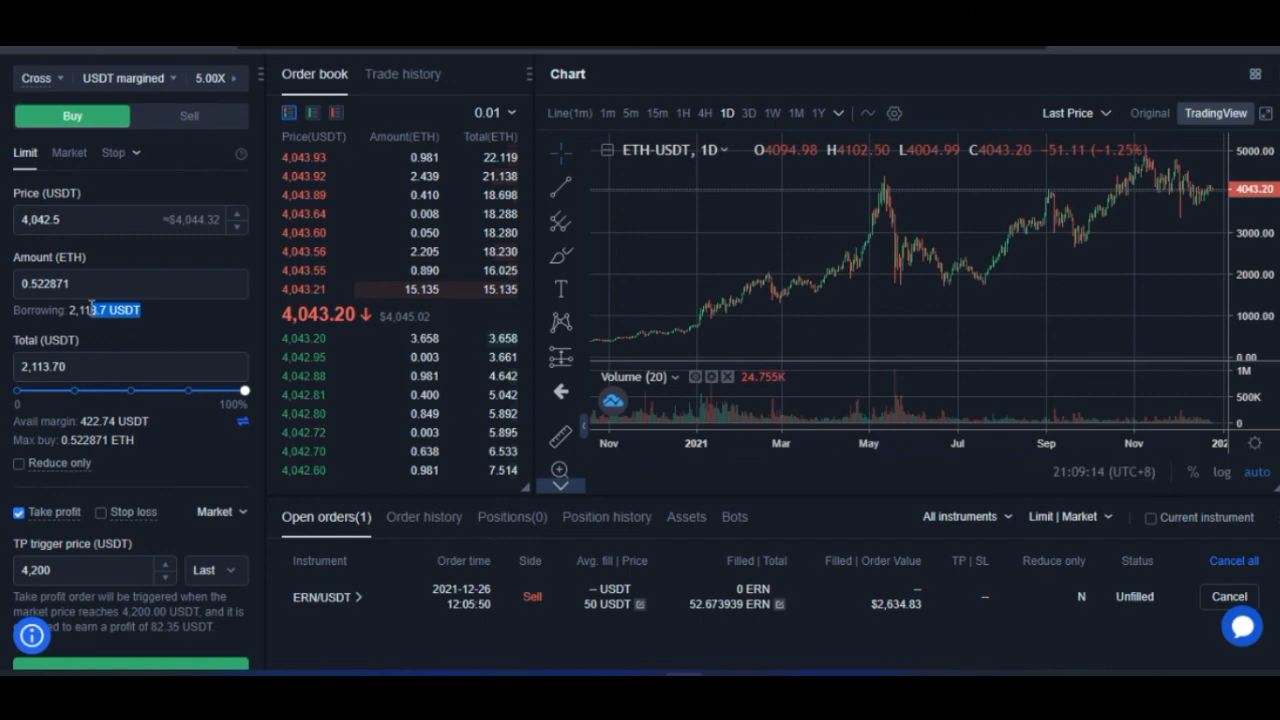 Cross USDT margined 5.00X
Buy Sell
Limit Market Stop
Price (USDT)
4,042.5 ≈$4,044.32
Amount (ETH)
0.522871
Borrowing: 2,113.7 USDT
Total (USDT)
2,113.70
0 100%
Avail margin: 422.74 USDT
Max buy: 0.522871 ETH
Reduce only
Take profit Stop loss Market
TP trigger price (USDT)
4,200 Last
Take profit order will be triggered when the
market price reaches 4,200.00 USDT, and it is
ed to earn a profit of 82.35 USDT.
Order book Trade history
0.01
Price(USDT) Amount(ETH) Total(ETH)
4,043.93 0.981 22.119
4,043.92 2.439 21.138
4,043.89 0.410 18.698
4,043.64 0.008 18.288
4,043.60 0.050 18.280
4,043.56 2.205 18.230
4,043.55 0.890 16.025
4,043.21 15.135 15.135
4,043.20 $4,045.02
4,043.20 3.658 3.658
4,042.95 0.003 3.661
4,042.88 0.981 4.642
4,042.81 0.400 5.042
4,042.80 0.849 5.892
4,042.72 0.003 5.895
4,042.70 0.638 6.533
4,042.60 0.981 7.514
Chart
Line(1m) 1m 5m 15m 1H 4H 1D 3D 1W 1M 1Y Last Price Original TradingView
ETH-USDT, 1D O4094.98 H4102.50 L4004.99 C4043.20 -51.11 (-1.25%)
5000.00
4043.20
3000.00
2000.00
1000.00
0.00
Volume (20) 24.755K
1M
500K
0
Nov 2021 Mar May Jul Sep Nov 202
21:09:14 (UTC+8) % log auto
Open orders(1) Order history Positions(0) Position history Assets Bots All instruments Limit | Market Current instrument
Instrument Order time Side Avg. fill | Price Filled | Total Filled | Order Value TP | SL Reduce only Status Cancel all
ERN/USDT 2021-12-26 12:05:50 Sell -- USDT 50 USDT 0 ERN 52.673939 ERN -- $2,634.83 -- N Unfilled Cancel